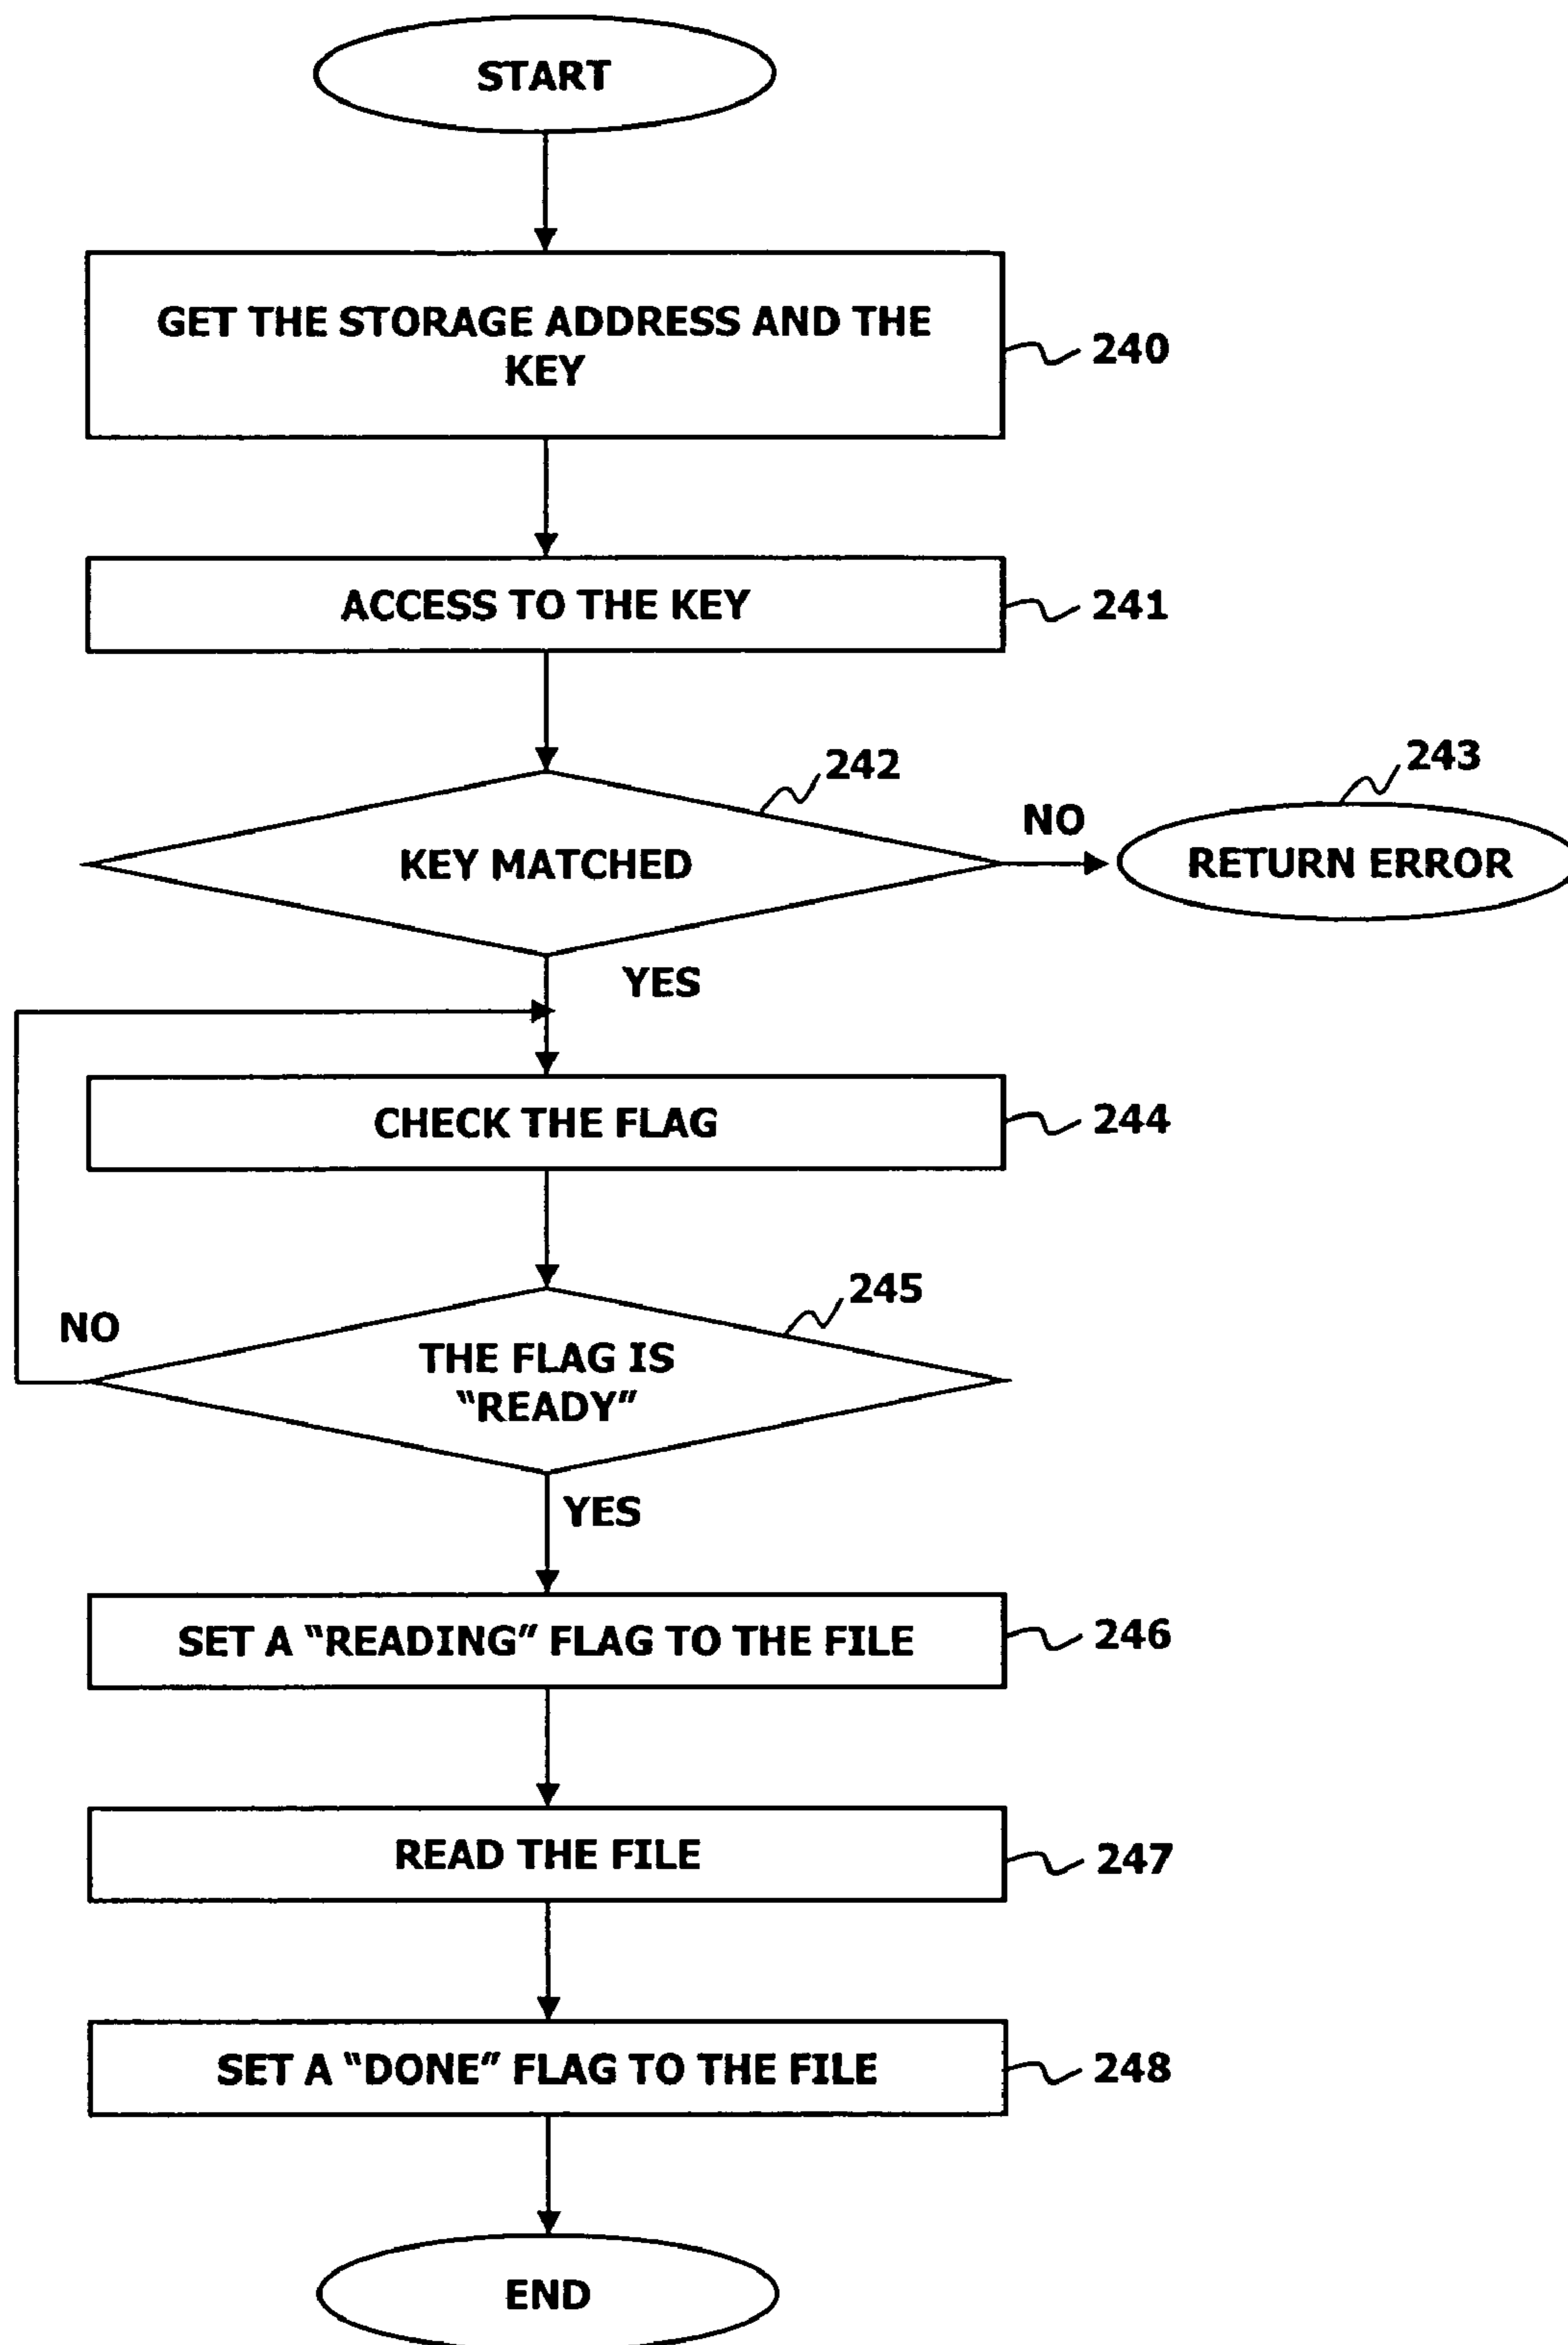 START
GET THE STORAGE ADDRESS AND THE
KEY
240
ACCESS TO THE KEY
241
242
KEY MATCHED
NO
243
RETURN ERROR
YES
CHECK THE FLAG
244
245
THE FLAG IS
“READY”
NO
YES
SET A “READING” FLAG TO THE FILE
246
READ THE FILE
247
SET A “DONE” FLAG TO THE FILE
248
END